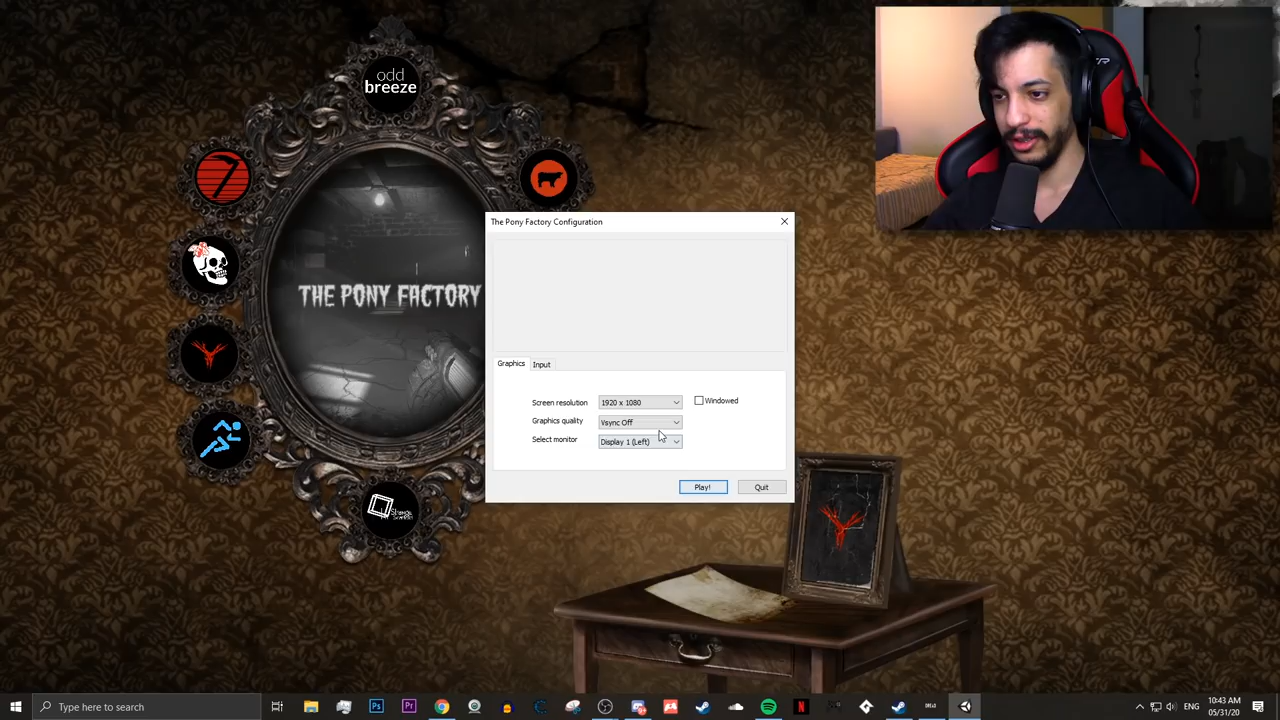 odd
breeze
THE PONY FACTORY
The Pony Factory Configuration
Graphics
Input
Screen resolution
1920 x 1080
Windowed
Graphics quality
Vsync Off
Select monitor
Display 1 (Left)
Play!
Quit
Type here to search
ENG
10:43 AM
05/31/20